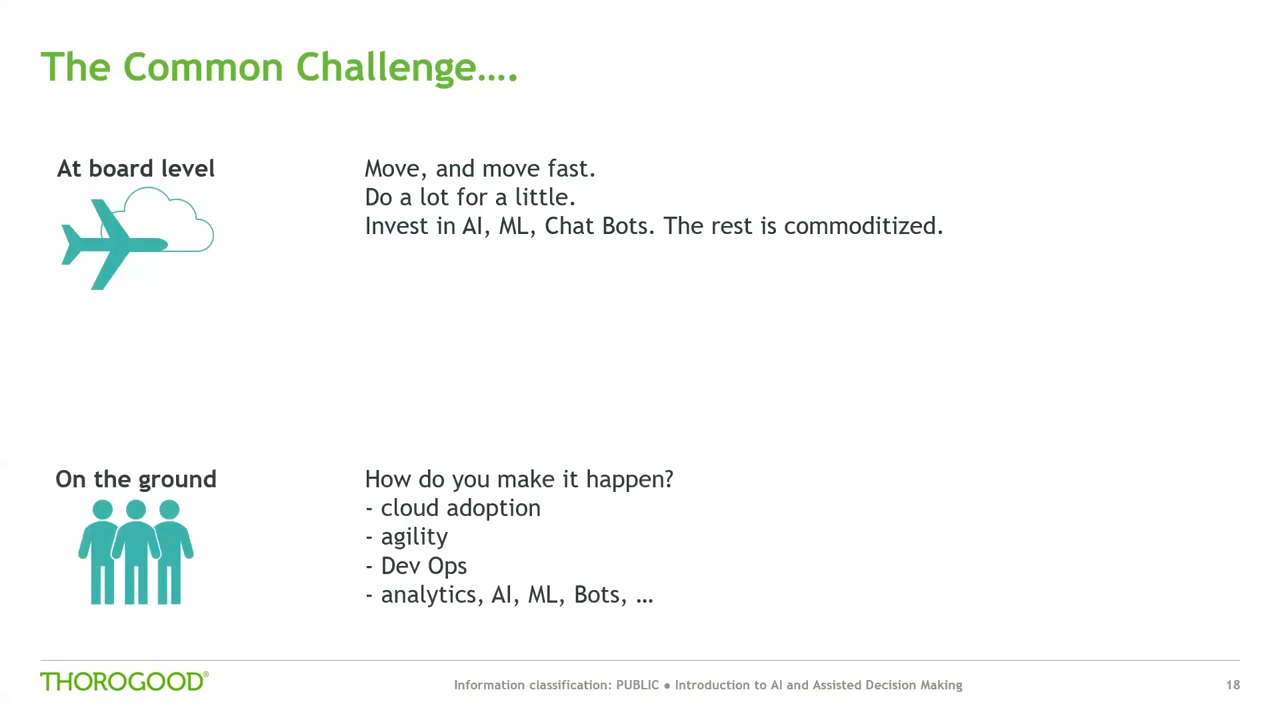 The Common Challenge....
At board level
Move, and move fast.
Do a lot for a little.
Invest in AI, ML, Chat Bots. The rest is commoditized.
On the ground
How do you make it happen?
- cloud adoption
- agility
- Dev Ops
- analytics, AI, ML, Bots, …
THOROGOOD®
Information classification: PUBLIC ● Introduction to AI and Assisted Decision Making
18